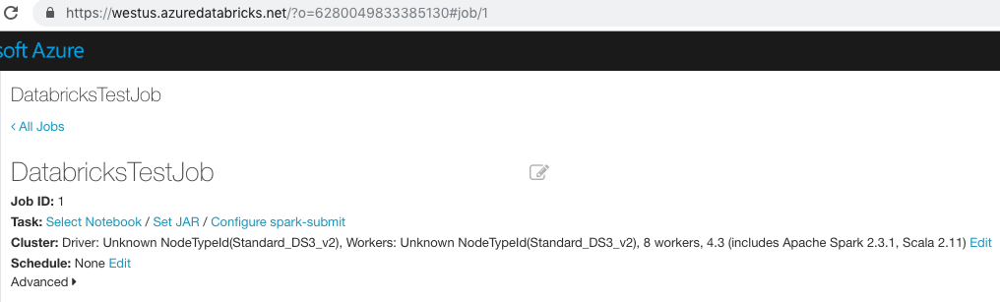 https://westus.azuredatabricks.net/?o=6280049833385130#job/1
soft Azure
DatabricksTestJob
‹ All Jobs
DatabricksTestJob
Job ID: 1
Task: Select Notebook / Set JAR / Configure spark-submit
Cluster: Driver: Unknown NodeTypeId(Standard_DS3_v2), Workers: Unknown NodeTypeId(Standard_DS3_v2), 8 workers, 4.3 (includes Apache Spark 2.3.1, Scala 2.11) Edit
Schedule: None Edit
Advanced